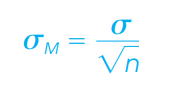 σ_M = σ / √n